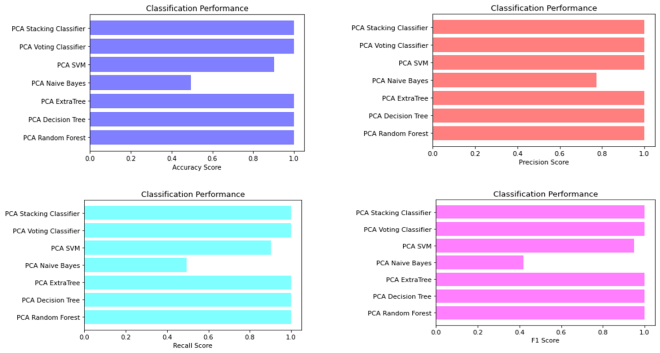 Classification Performance
PCA Stacking Classifier
PCA Voting Classifier
PCA SVM
PCA Naive Bayes
PCA ExtraTree
PCA Decision Tree
PCA Random Forest
0.0 0.2 0.4 0.6 0.8 1.0
Accuracy Score
Classification Performance
PCA Stacking Classifier
PCA Voting Classifier
PCA SVM
PCA Naive Bayes
PCA ExtraTree
PCA Decision Tree
PCA Random Forest
0.0 0.2 0.4 0.6 0.8 1.0
Precision Score
Classification Performance
PCA Stacking Classifier
PCA Voting Classifier
PCA SVM
PCA Naive Bayes
PCA ExtraTree
PCA Decision Tree
PCA Random Forest
0.0 0.2 0.4 0.6 0.8 1.0
Recall Score
Classification Performance
PCA Stacking Classifier
PCA Voting Classifier
PCA SVM
PCA Naive Bayes
PCA ExtraTree
PCA Decision Tree
PCA Random Forest
0.0 0.2 0.4 0.6 0.8 1.0
F1 Score